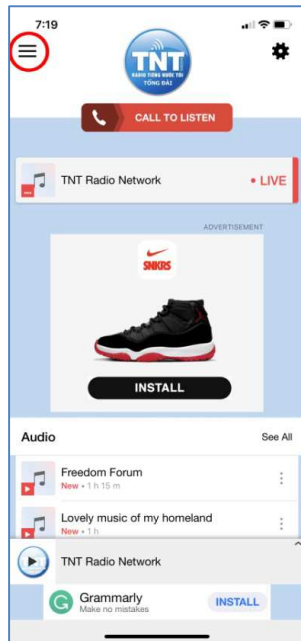 7:19
TNT
RADIO TIẾNG NƯỚC TÔI
TỔNG ĐÀI
CALL TO LISTEN
TNT Radio Network
• LIVE
ADVERTISEMENT
SNKRS
INSTALL
Audio
See All
Freedom Forum
New • 1 h 15 m
Lovely music of my homeland
New • 1 h
TNT Radio Network
Grammarly
Make no mistakes
INSTALL